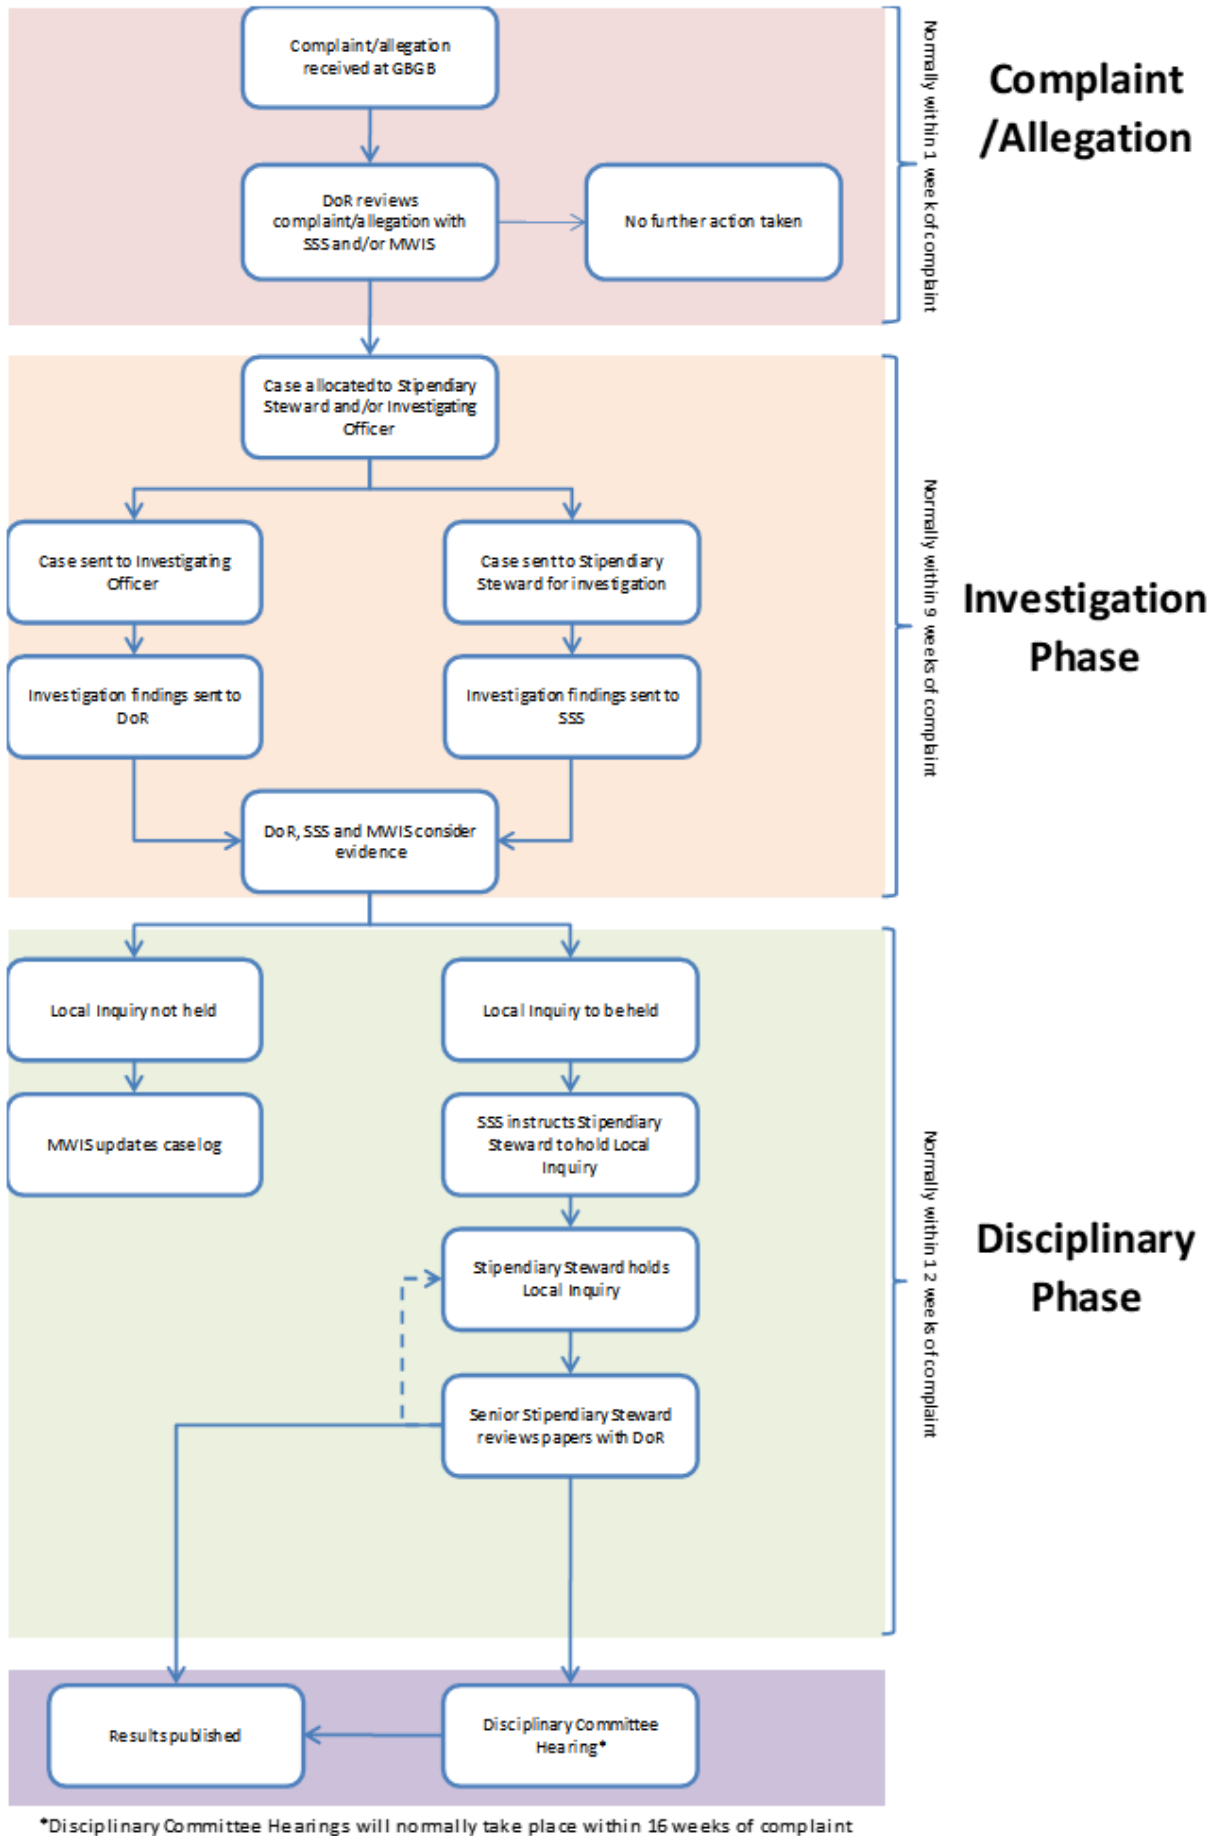 Complaint/allegation
received at GBGB
DoR reviews
complaint/allegation with
SSS and/or MWIS
No further action taken
Normally within 1 week of complaint
Complaint
/Allegation
Case allocated to Stipendiary
Steward and/or Investigating
Officer
Case sent to Investigating
Officer
Case sent to Stipendiary
Steward for investigation
Investigation findings sent to
DoR
Investigation findings sent to
SSS
DoR, SSS and MWIS consider
evidence
Normally within 9 weeks of complaint
Investigation
Phase
Local Inquiry not held
Local Inquiry to be held
MWIS updates case log
SSS instructs Stipendiary
Steward to hold Local
Inquiry
Stipendiary Steward holds
Local Inquiry
Senior Stipendiary Steward
reviews papers with DoR
Normally within 12 weeks of complaint
Disciplinary
Phase
Results published
Disciplinary Committee
Hearing*
*Disciplinary Committee Hearings will normally take place within 16 weeks of complaint